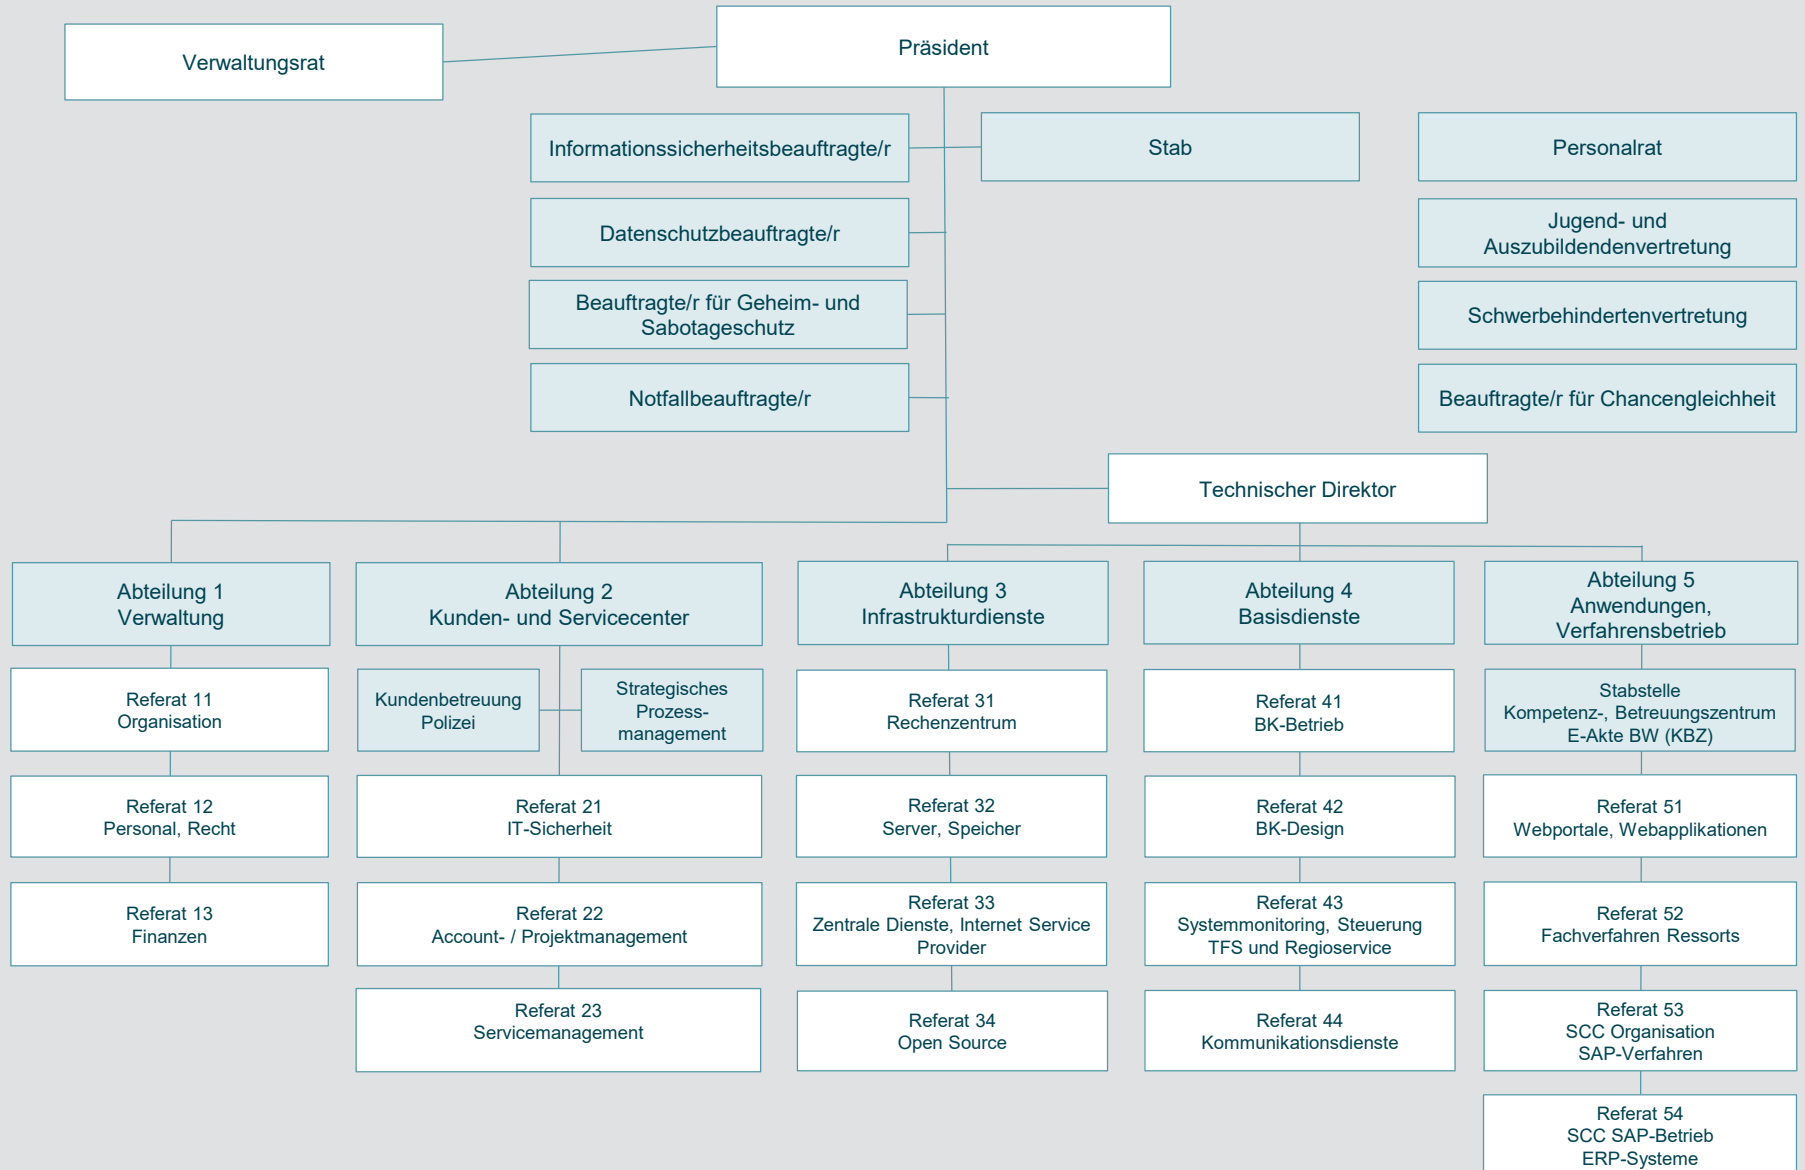 Verwaltungsrat
Präsident
Informationssicherheitsbeauftragte/r
Stab
Personalrat
Datenschutzbeauftragte/r
Jugend- und
Auszubildendenvertretung
Beauftragte/r für Geheim- und
Sabotageschutz
Schwerbehindertenvertretung
Notfallbeauftragte/r
Beauftragte/r für Chancengleichheit
Technischer Direktor
Abteilung 1
Verwaltung
Abteilung 2
Kunden- und Servicecenter
Abteilung 3
Infrastrukturdienste
Abteilung 4
Basisdienste
Abteilung 5
Anwendungen,
Verfahrensbetrieb
Referat 11
Organisation
Kundenbetreuung
Polizei
Strategisches
Prozess-
management
Referat 31
Rechenzentrum
Referat 41
BK-Betrieb
Stabstelle
Kompetenz-, Betreuungszentrum
E-Akte BW (KBZ)
Referat 12
Personal, Recht
Referat 21
IT-Sicherheit
Referat 32
Server, Speicher
Referat 42
BK-Design
Referat 51
Webportale, Webapplikationen
Referat 13
Finanzen
Referat 22
Account- / Projektmanagement
Referat 33
Zentrale Dienste, Internet Service
Provider
Referat 43
Systemmonitoring, Steuerung
TFS und Regioservice
Referat 52
Fachverfahren Ressorts
Referat 23
Servicemanagement
Referat 34
Open Source
Referat 44
Kommunikationsdienste
Referat 53
SCC Organisation
SAP-Verfahren
Referat 54
SCC SAP-Betrieb
ERP-Systeme